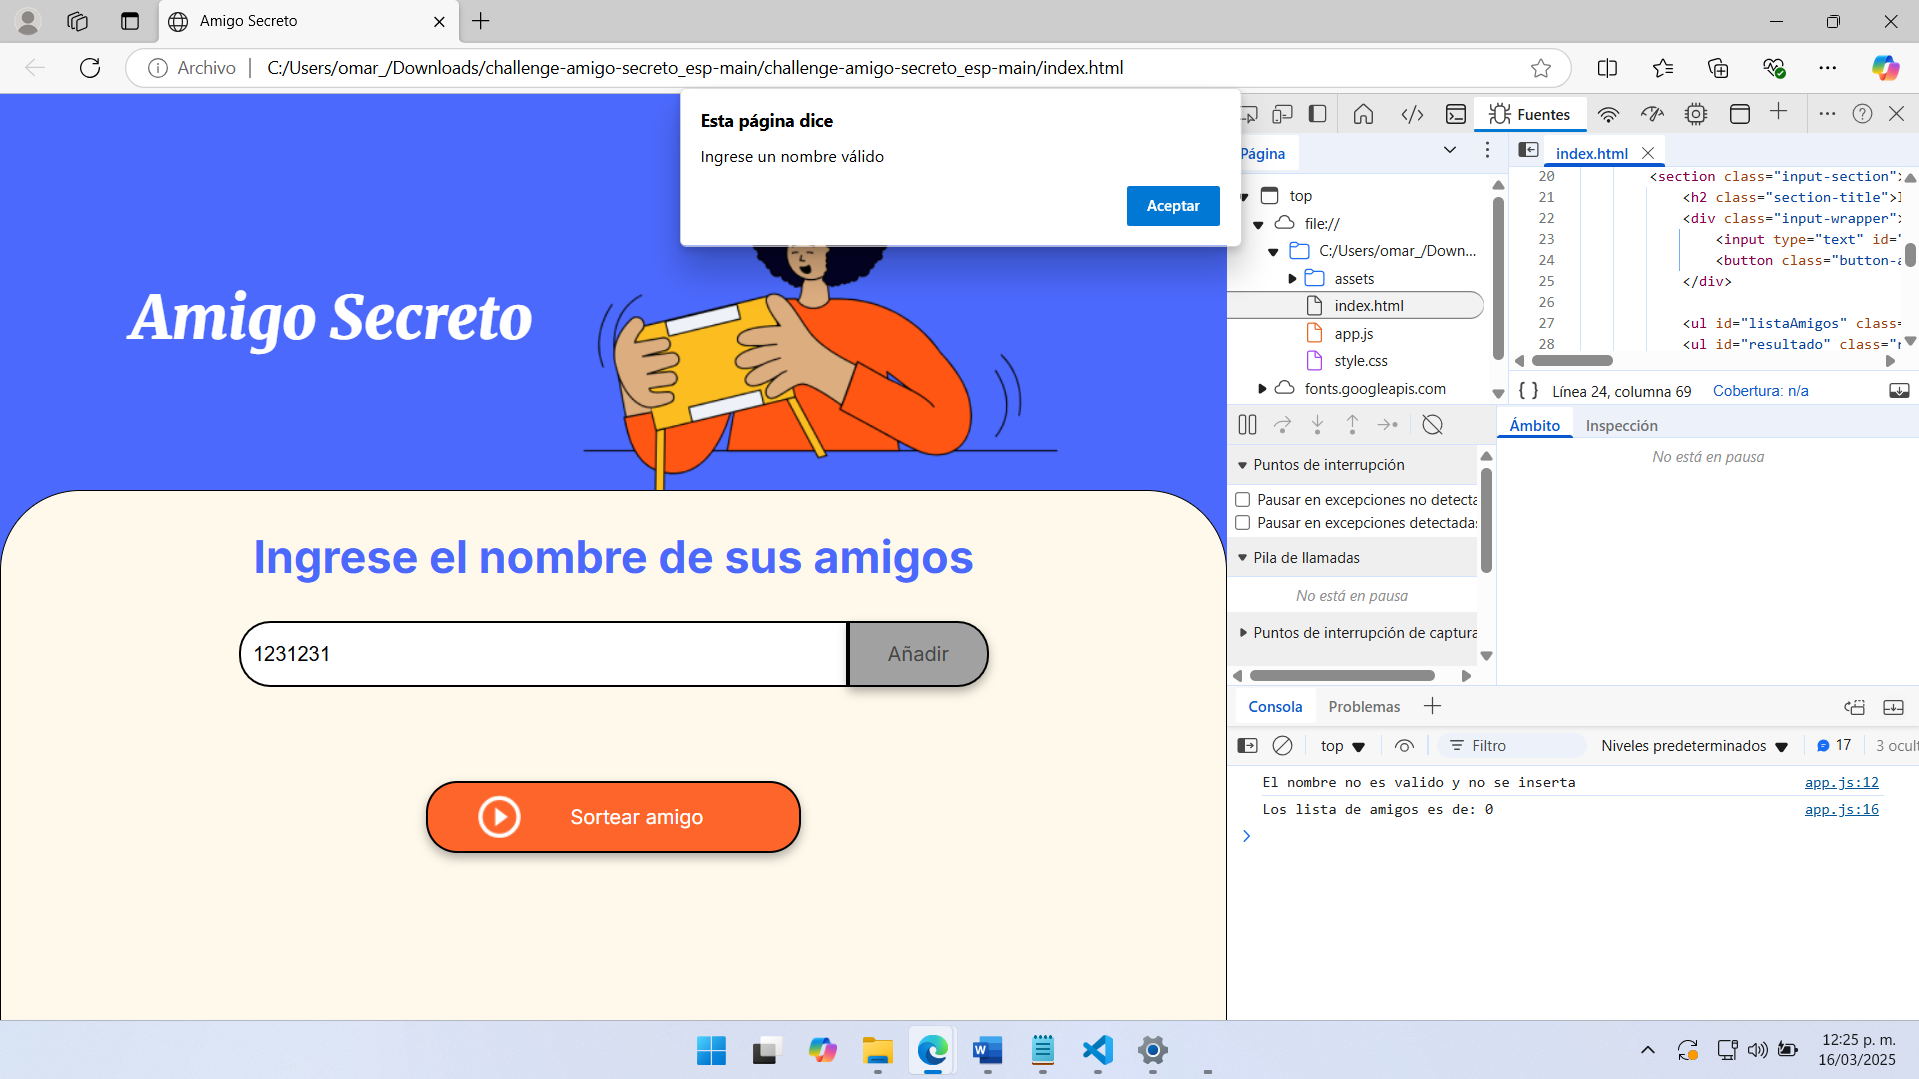 Amigo Secreto
Archivo
C:/Users/omar_/Downloads/challenge-amigo-secreto_esp-main/challenge-amigo-secreto_esp-main/index.html
Esta página dice
Ingrese un nombre válido
Aceptar
Amigo Secreto
Ingrese el nombre de sus amigos
1231231
Añadir
Sortear amigo
Fuentes
Página
top
file://
C:/Users/omar_/Down...
assets
index.html
app.js
style.css
fonts.googleapis.com
index.html
20 <section class="input-section">
21 <h2 class="section-title">
22 <div class="input-wrapper">
23 <input type="text" id="
24 <button class="button-a
25 </div>
26
27 <ul id="listaAmigos" class=
28 <ul id="resultado" class="r
{ } Línea 24, columna 69 Cobertura: n/a
Puntos de interrupción
Pausar en excepciones no detecta
Pausar en excepciones detectadas
Pila de llamadas
No está en pausa
Puntos de interrupción de captura
Ámbito Inspección
No está en pausa
Consola Problemas
top Filtro Niveles predeterminados 17 3 ocult
El nombre no es valido y no se inserta app.js:12
Los lista de amigos es de: 0 app.js:16
12:25 p. m.
16/03/2025